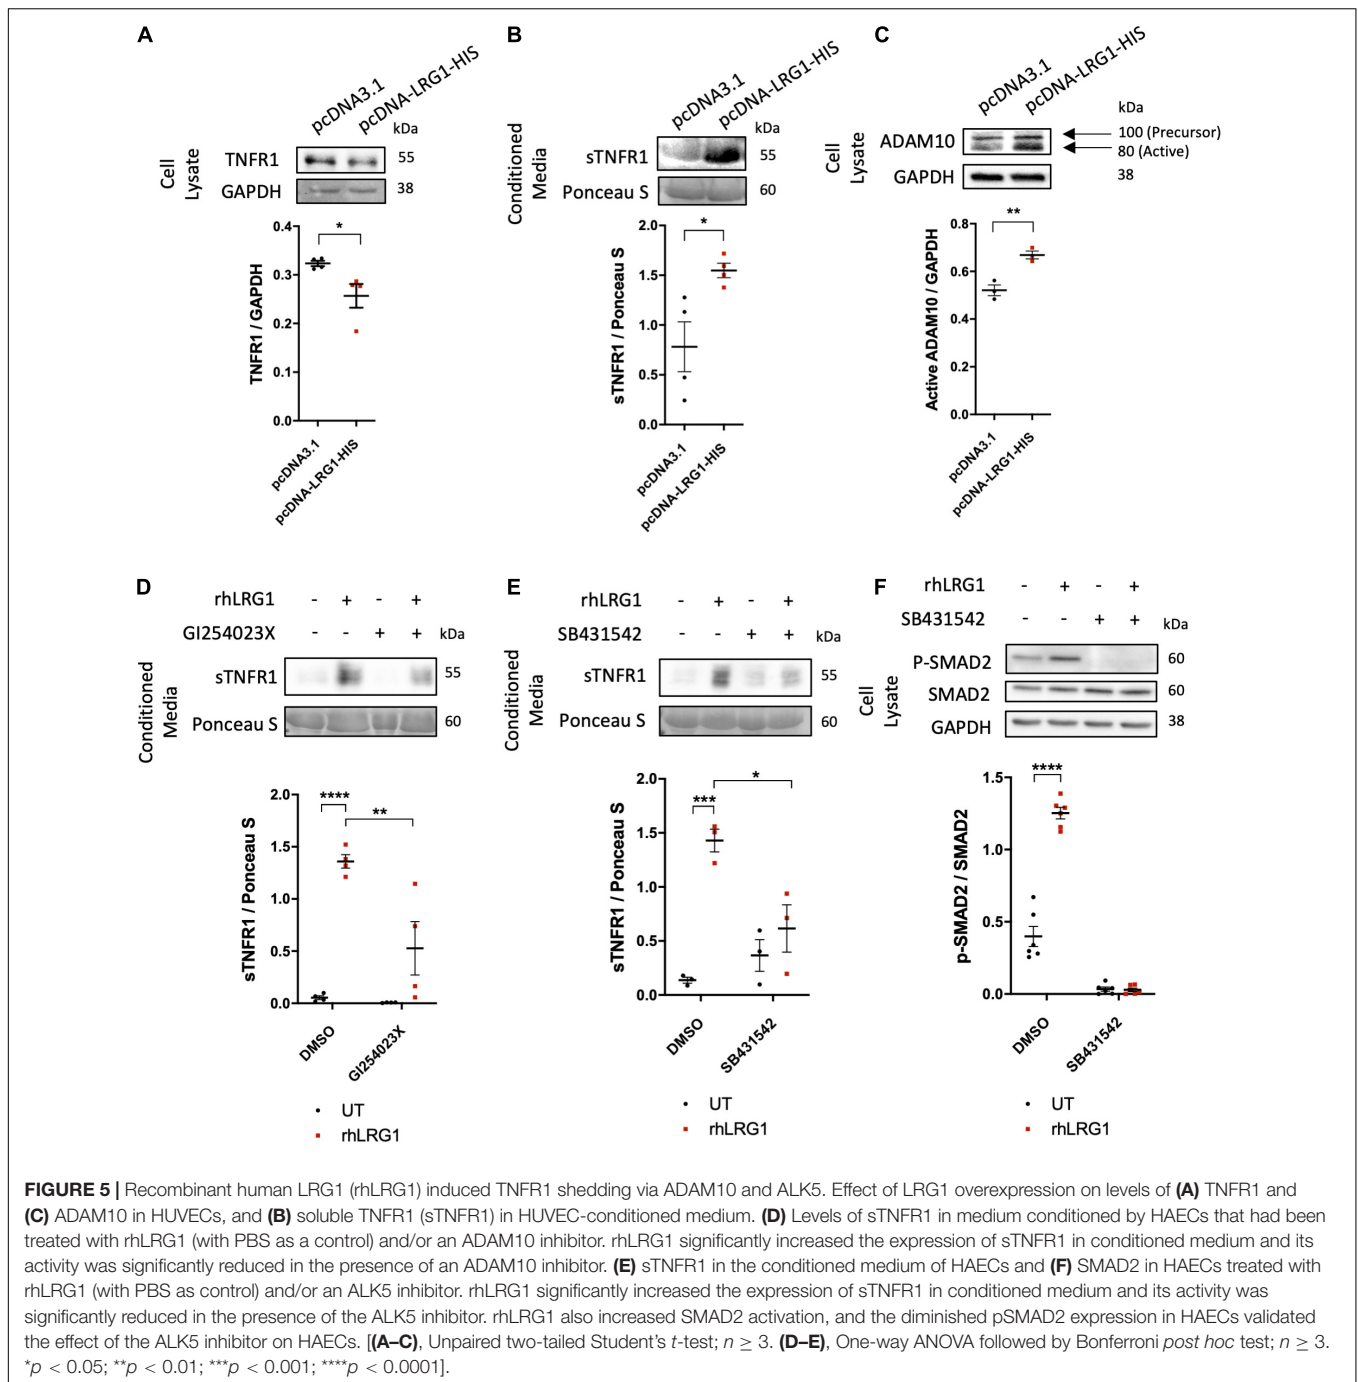 A
pcDNA3.1
pcDNA-LRG1-HIS
kDa
Cell
Lysate
TNFR1
55
GAPDH
38
0.4
*
0.3
0.2
0.1
0.0
TNFR1 / GAPDH
pcDNA3.1
pcDNA-LRG1-HIS
B
pcDNA3.1
pcDNA-LRG1-HIS
kDa
Conditioned
Media
sTNFR1
55
Ponceau S
60
2.0
*
1.5
1.0
0.5
0.0
sTNFR1 / Ponceau S
pcDNA3.1
pcDNA-LRG1-HIS
C
pcDNA3.1
pcDNA-LRG1-HIS
kDa
Cell
Lysate
ADAM10
100 (Precursor)
80 (Active)
GAPDH
38
0.8
**
0.6
0.4
0.2
0.0
Active ADAM10 / GAPDH
pcDNA3.1
pcDNA-LRG1-HIS
D
rhLRG1 - + - +
GI254023X - - + + kDa
Conditioned
Media
sTNFR1
55
Ponceau S
60
2.0
****
**
1.5
1.0
0.5
0.0
sTNFR1 / Ponceau S
DMSO
GI254023X
UT
rhLRG1
E
rhLRG1 - + - +
SB431542 - - + + kDa
Conditioned
Media
sTNFR1
55
Ponceau S
60
2.0
***
*
1.5
1.0
0.5
0.0
sTNFR1 / Ponceau S
DMSO
SB431542
UT
rhLRG1
F
rhLRG1 - + - +
SB431542 - - + + kDa
Cell
Lysate
P-SMAD2
60
SMAD2
60
GAPDH
38
1.5
****
1.0
0.5
0.0
p-SMAD2 / SMAD2
DMSO
SB431542
UT
rhLRG1
FIGURE 5 | Recombinant human LRG1 (rhLRG1) induced TNFR1 shedding via ADAM10 and ALK5. Effect of LRG1 overexpression on levels of (A) TNFR1 and
(C) ADAM10 in HUVECs, and (B) soluble TNFR1 (sTNFR1) in HUVEC-conditioned medium. (D) Levels of sTNFR1 in medium conditioned by HAECs that had been
treated with rhLRG1 (with PBS as a control) and/or an ADAM10 inhibitor. rhLRG1 significantly increased the expression of sTNFR1 in conditioned medium and its
activity was significantly reduced in the presence of an ADAM10 inhibitor. (E) sTNFR1 in the conditioned medium of HAECs and (F) SMAD2 in HAECs treated with
rhLRG1 (with PBS as control) and/or an ALK5 inhibitor. rhLRG1 significantly increased the expression of sTNFR1 in conditioned medium and its activity was
significantly reduced in the presence of the ALK5 inhibitor. rhLRG1 also increased SMAD2 activation, and the diminished pSMAD2 expression in HAECs validated
the effect of the ALK5 inhibitor on HAECs. [(A–C), Unpaired two-tailed Student's t-test; n ≥ 3. (D–E), One-way ANOVA followed by Bonferroni post hoc test; n ≥ 3.
*p < 0.05; **p < 0.01; ***p < 0.001; ****p < 0.0001].